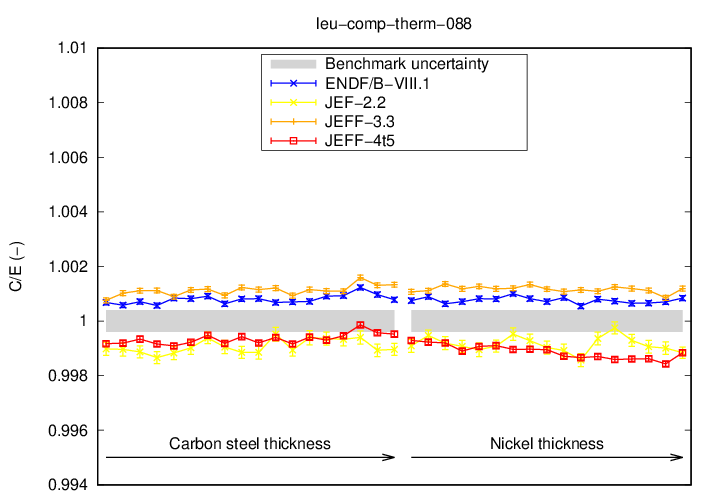 leu−comp−therm−088
1.01
1.008
1.006
1.004
1.002
1
0.998
0.996
0.994
C/E (−)
Benchmark uncertainty
ENDF/B−VIII.1
JEF−2.2
JEFF−3.3
JEFF−4t5
Carbon steel thickness
Nickel thickness